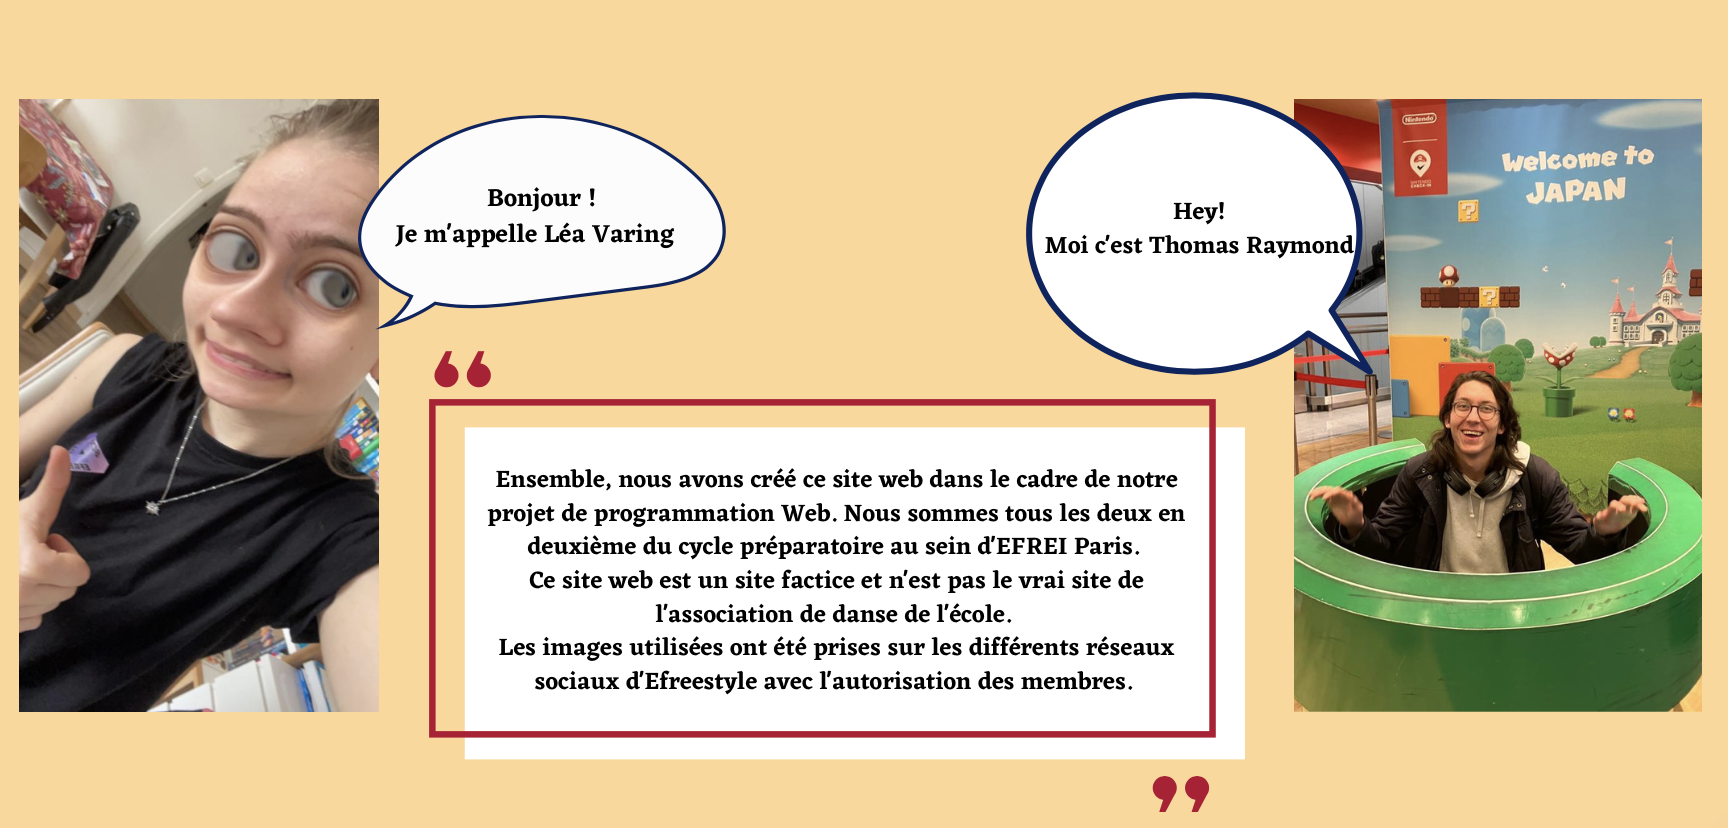 Bonjour !
Je m'appelle Léa Varing
Hey!
Moi c'est Thomas Raymond
Nintendo
Welcome to
JAPAN
NINTENDO
CHECK-IN
“
Ensemble, nous avons créé ce site web dans le cadre de notre
projet de programmation Web. Nous sommes tous les deux en
deuxième du cycle préparatoire au sein d'EFREI Paris.
Ce site web est un site factice et n'est pas le vrai site de
l'association de danse de l'école.
Les images utilisées ont été prises sur les différents réseaux
sociaux d'Efreestyle avec l'autorisation des membres.
”